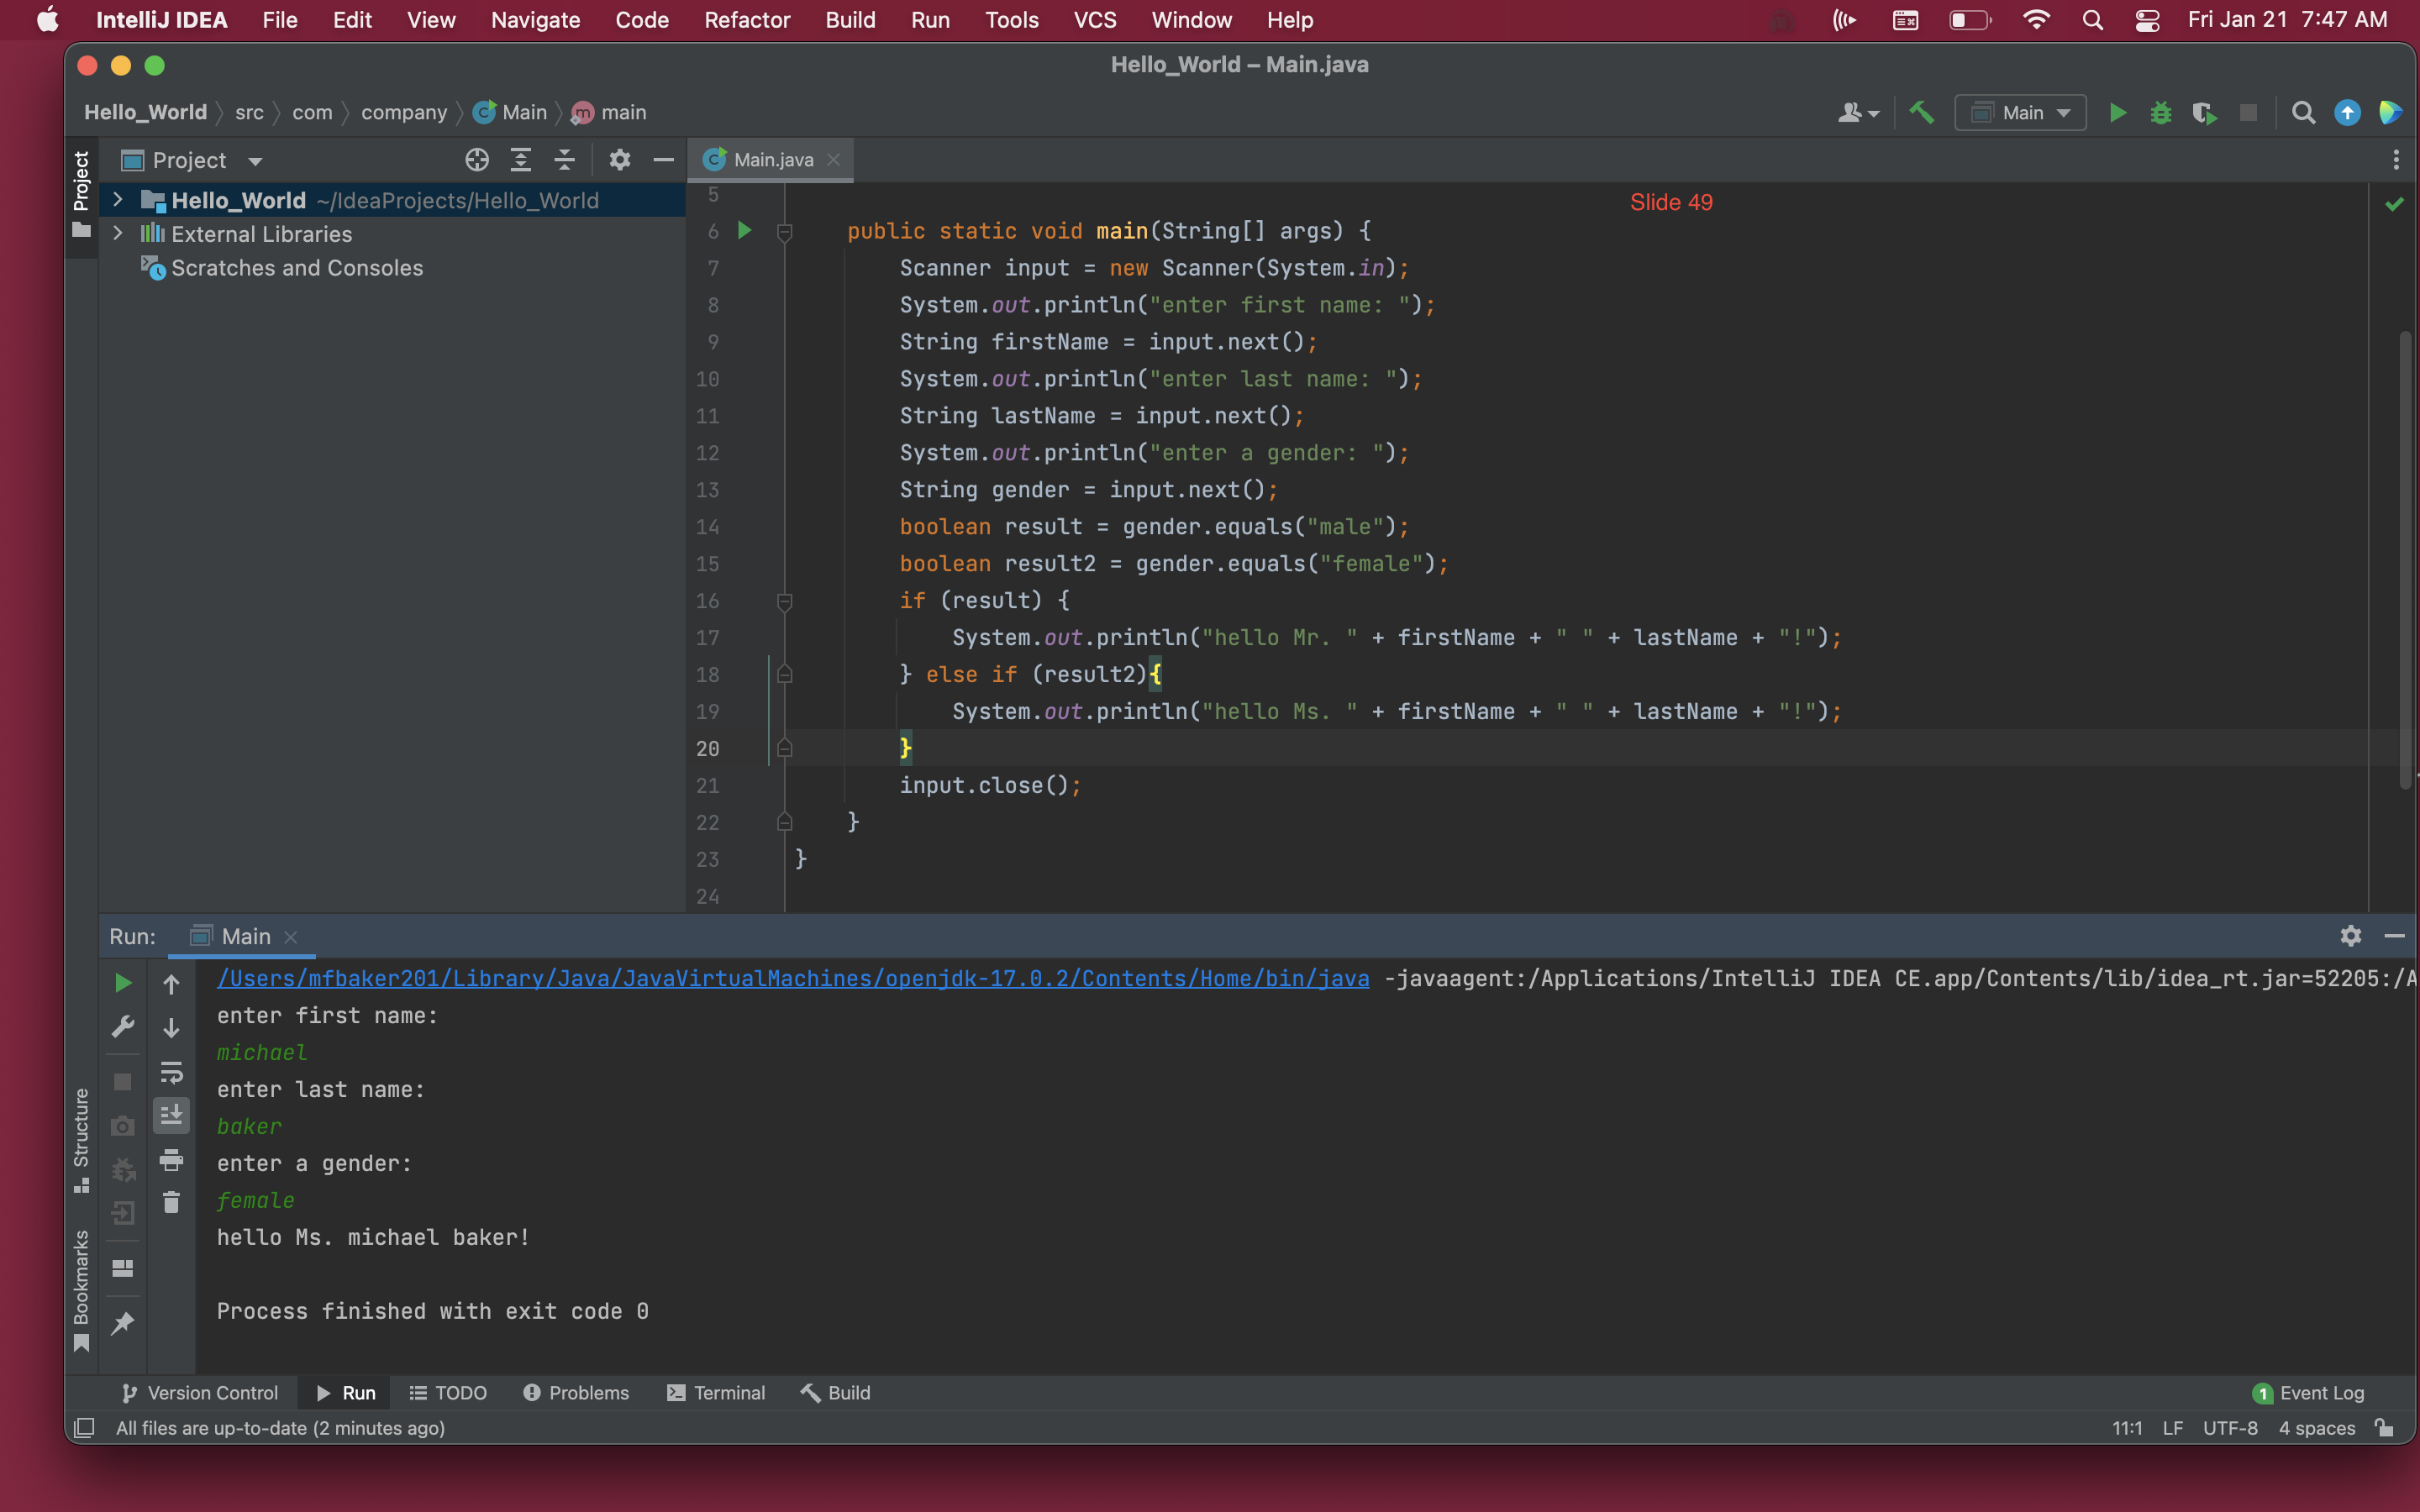 IntelliJ IDEA File Edit View Navigate Code Refactor Build Run Tools VCS Window Help Fri Jan 21 7:47 AM
Hello_World – Main.java
Hello_World src com company Main main
Main
Project
Project
Main.java
Hello_World ~/IdeaProjects/Hello_World
External Libraries
Scratches and Consoles
Slide 49
5
6 public static void main(String[] args) {
7 Scanner input = new Scanner(System.in);
8 System.out.println("enter first name: ");
9 String firstName = input.next();
10 System.out.println("enter last name: ");
11 String lastName = input.next();
12 System.out.println("enter a gender: ");
13 String gender = input.next();
14 boolean result = gender.equals("male");
15 boolean result2 = gender.equals("female");
16 if (result) {
17 System.out.println("hello Mr. " + firstName + " " + lastName + "!");
18 } else if (result2){
19 System.out.println("hello Ms. " + firstName + " " + lastName + "!");
20 }
21 input.close();
22 }
23 }
24
Run: Main
/Users/mfbaker201/Library/Java/JavaVirtualMachines/openjdk-17.0.2/Contents/Home/bin/java -javaagent:/Applications/IntelliJ IDEA CE.app/Contents/lib/idea_rt.jar=52205:/A
enter first name:
michael
enter last name:
baker
enter a gender:
female
hello Ms. michael baker!
Process finished with exit code 0
Structure
Bookmarks
Version Control Run TODO Problems Terminal Build 1 Event Log
All files are up-to-date (2 minutes ago) 11:1 LF UTF-8 4 spaces